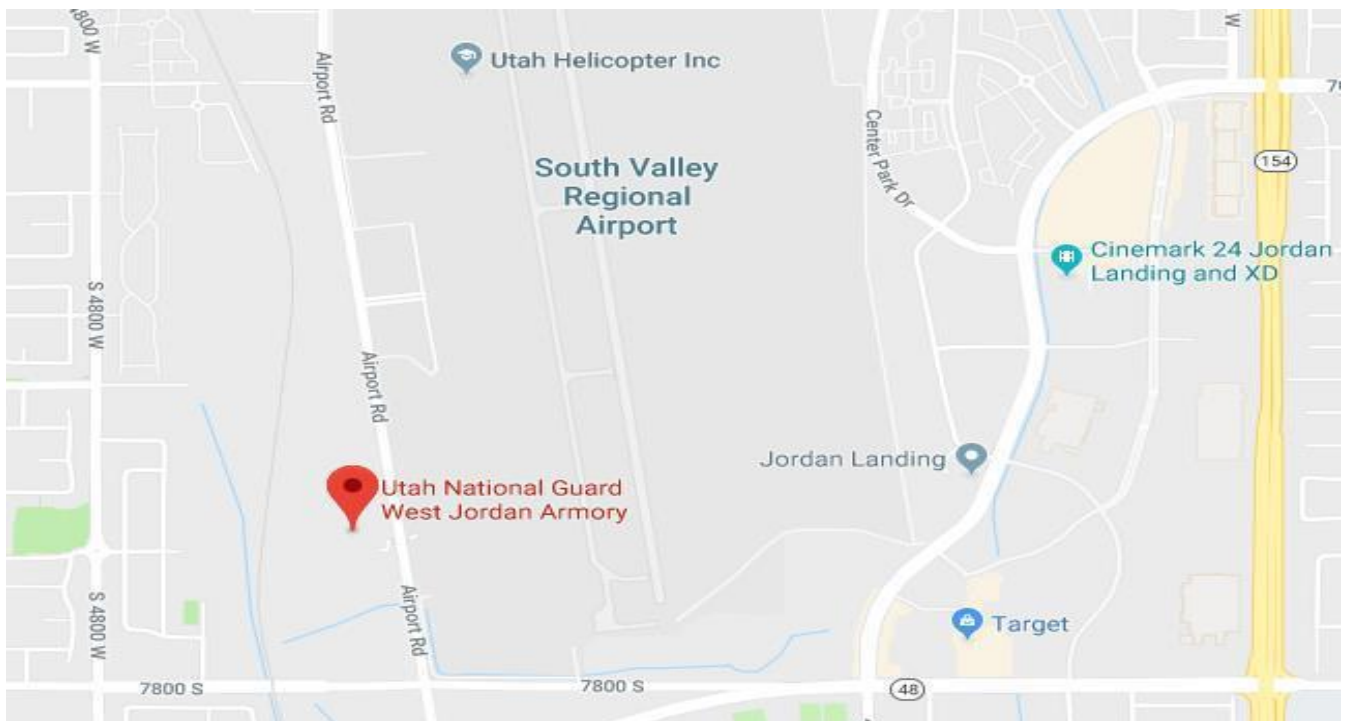 4800 W
Airport Rd
Utah Helicopter Inc
W
Center Park Dr
154
South Valley
Regional
Airport
Cinemark 24 Jordan
Landing and XD
S 4800 W
Airport Rd
Jordan Landing
Utah National Guard
West Jordan Armory
S 4800 W
Airport Rd
Target
7800 S
7800 S
48